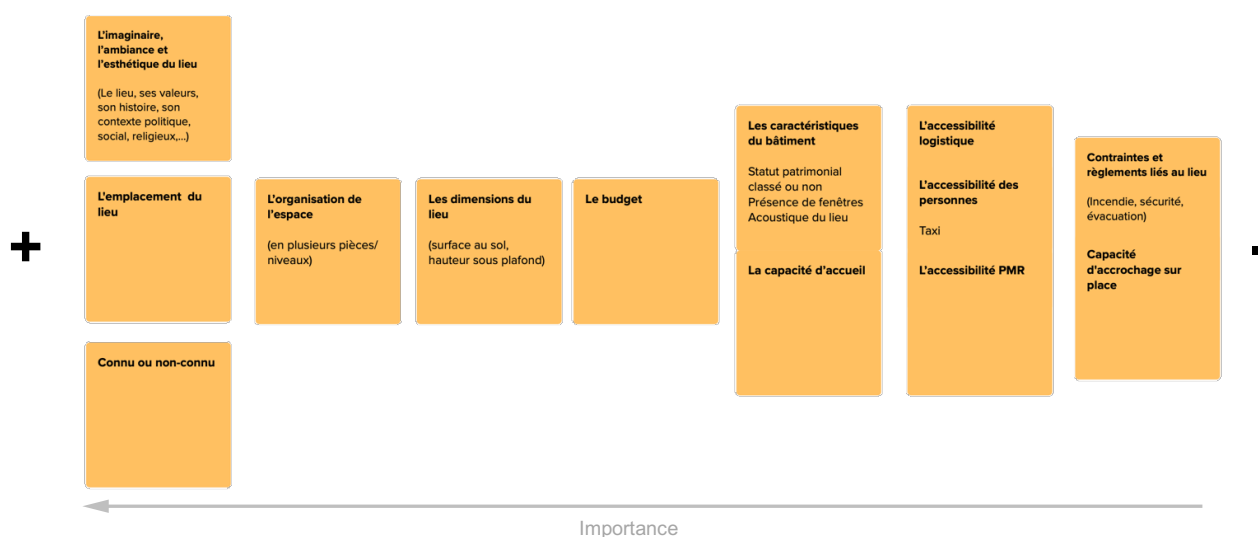 L'imaginaire,
l'ambiance et
l'esthétique du lieu
(Le lieu, ses valeurs,
son histoire, son
contexte politique,
social, religieux,...)
L'emplacement du
lieu
Connu ou non-connu
L'organisation de
l'espace
(en plusieurs pièces/
niveaux)
Les dimensions du
lieu
(surface au sol,
hauteur sous plafond)
Le budget
Les caractéristiques
du bâtiment
Statut patrimonial
classé ou non
Présence de fenêtres
Acoustique du lieu
La capacité d'accueil
L'accessibilité
logistique
L'accessibilité des
personnes
Taxi
L'accessibilité PMR
Contraintes et
règlements liés au lieu
(Incendie, sécurité,
évacuation)
Capacité
d'accrochage sur
place
+
-
Importance